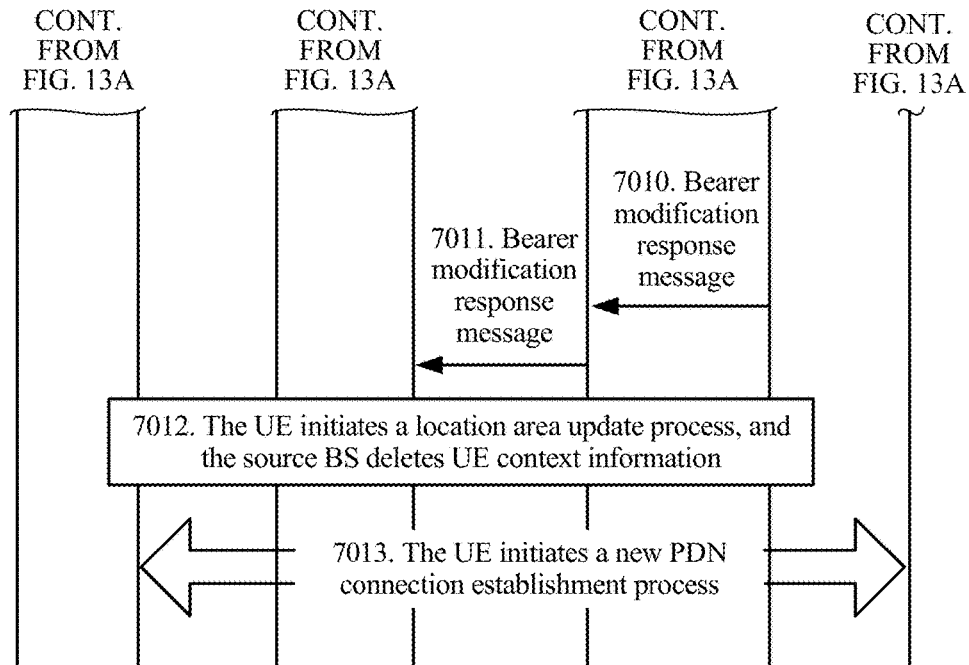 CONT.
FROM
FIG. 13A
CONT.
FROM
FIG. 13A
CONT.
FROM
FIG. 13A
CONT.
FROM
FIG. 13A
7010. Bearer
modification
response
message
7011. Bearer
modification
response
message
7012. The UE initiates a location area update process, and
the source BS deletes UE context information
7013. The UE initiates a new PDN
connection establishment process